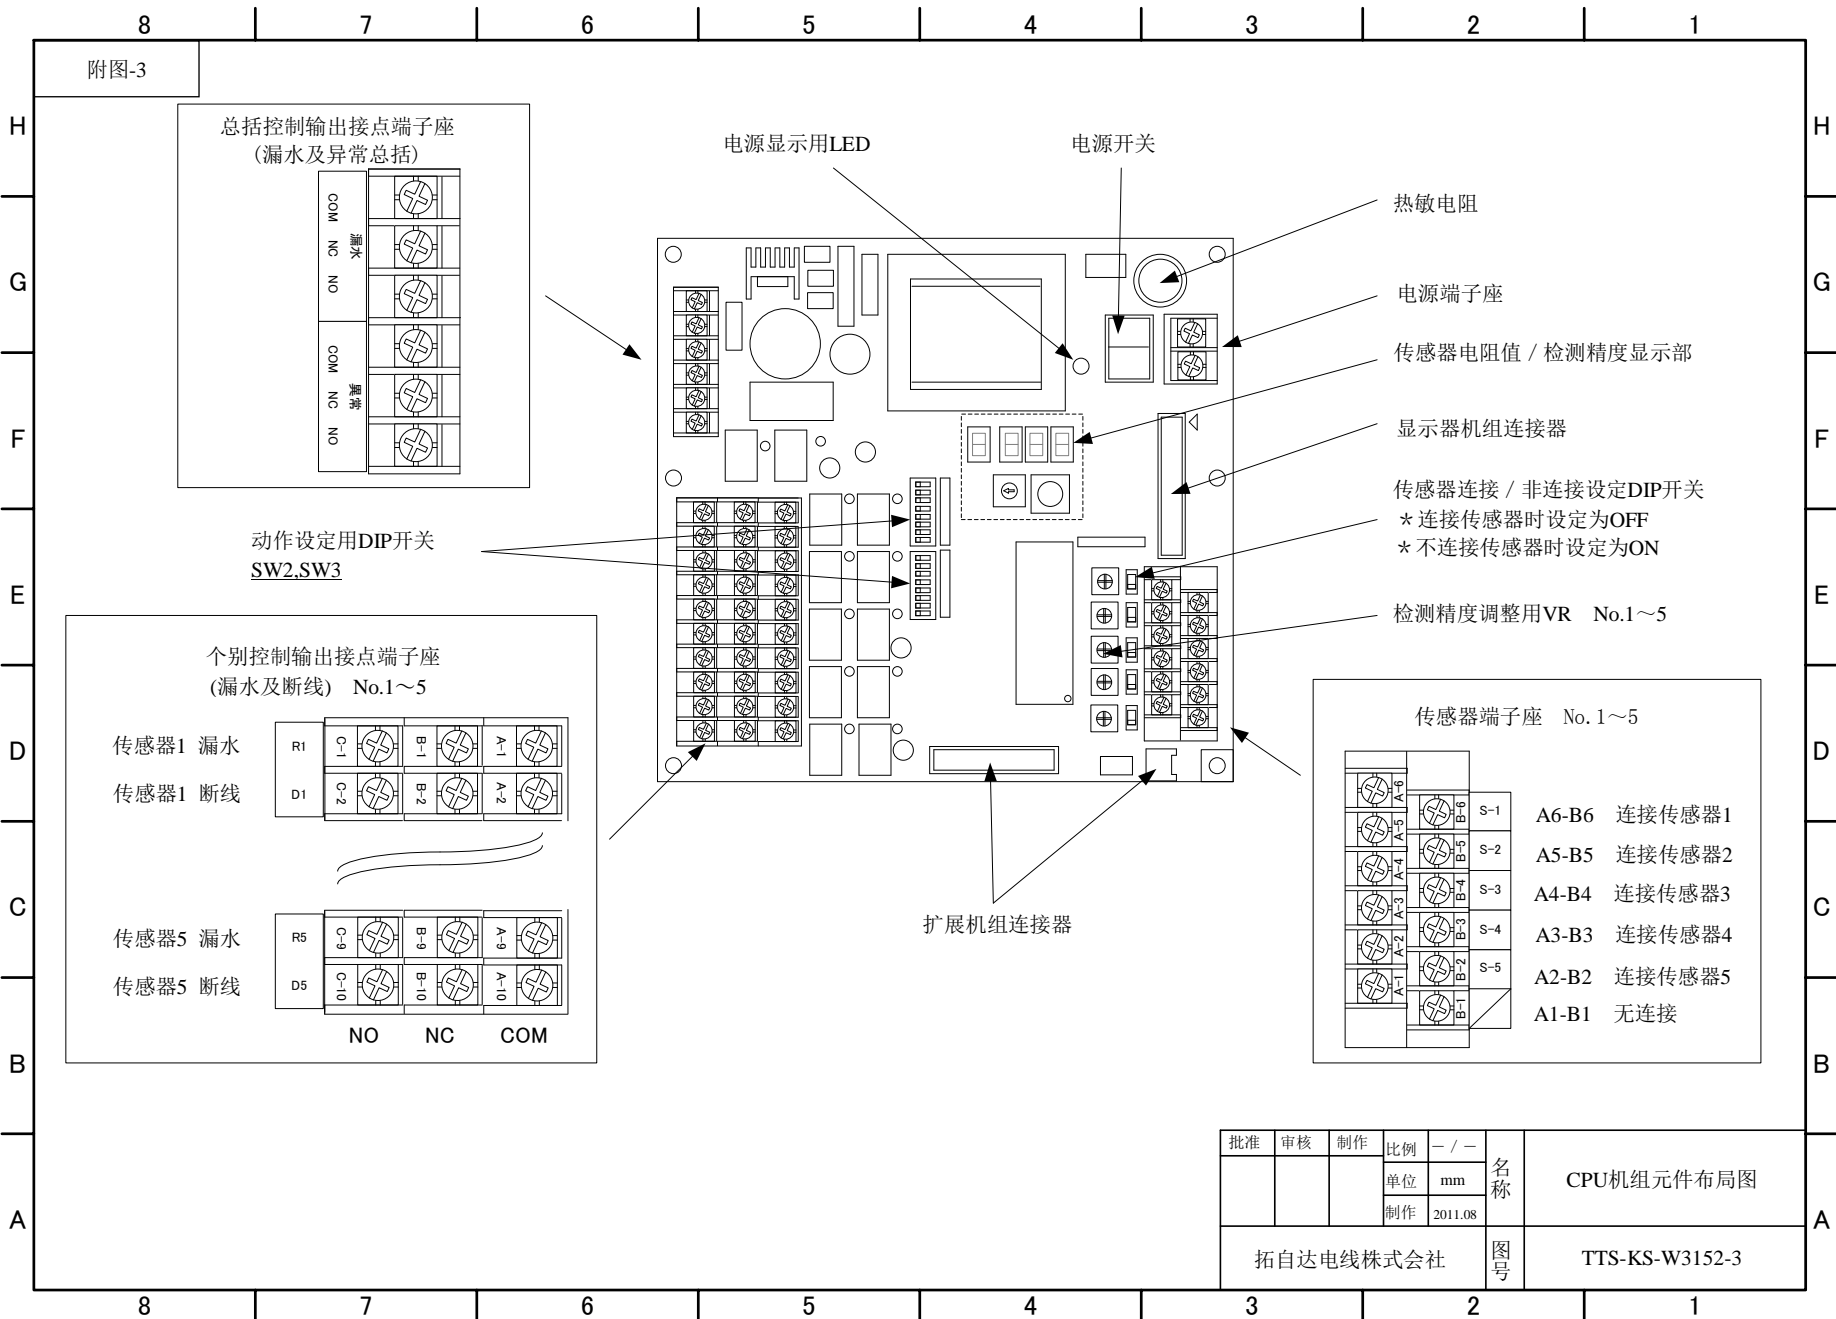 8 7 6 5 4 3 2 1
附图-3
H
G
F
E
D
C
B
A
总括控制输出接点端子座
(漏水及异常总括)
COM NC NO
漏水
COM NC NO
異常
电源显示用LED
电源开关
热敏电阻
电源端子座
传感器电阻值 / 检测精度显示部
显示器机组连接器
传感器连接 / 非连接设定DIP开关
＊连接传感器时设定为OFF
＊不连接传感器时设定为ON
检测精度调整用VR No.1～5
动作设定用DIP开关
SW2,SW3
个别控制输出接点端子座
(漏水及断线) No.1～5
传感器1 漏水 R1 C-1 B-1 A-1
传感器1 断线 D1 C-2 B-2 A-2
传感器5 漏水 R5 C-9 B-9 A-9
传感器5 断线 D5 C-10 B-10 A-10
NO NC COM
扩展机组连接器
传感器端子座 No.1～5
A-6 B-6 S-1 A6-B6 连接传感器1
A-5 B-5 S-2 A5-B5 连接传感器2
A-4 B-4 S-3 A4-B4 连接传感器3
A-3 B-3 S-4 A3-B3 连接传感器4
A-2 B-2 S-5 A2-B2 连接传感器5
A-1 B-1 A1-B1 无连接
H
G
F
E
D
C
B
A
批准 审核 制作 比例 －/－
单位 mm
制作 2011.08
名称 CPU机组元件布局图
拓自达电线株式会社
图号 TTS-KS-W3152-3
8 7 6 5 4 3 2 1